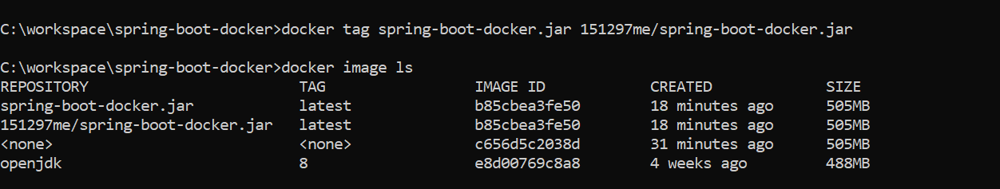 C:\workspace\spring-boot-docker>docker tag spring-boot-docker.jar 151297me/spring-boot-docker.jar
C:\workspace\spring-boot-docker>docker image ls
REPOSITORY TAG IMAGE ID CREATED SIZE
spring-boot-docker.jar latest b85cbea3fe50 18 minutes ago 505MB
151297me/spring-boot-docker.jar latest b85cbea3fe50 18 minutes ago 505MB
<none> <none> c656d5c2038d 31 minutes ago 505MB
openjdk 8 e8d00769c8a8 4 weeks ago 488MB